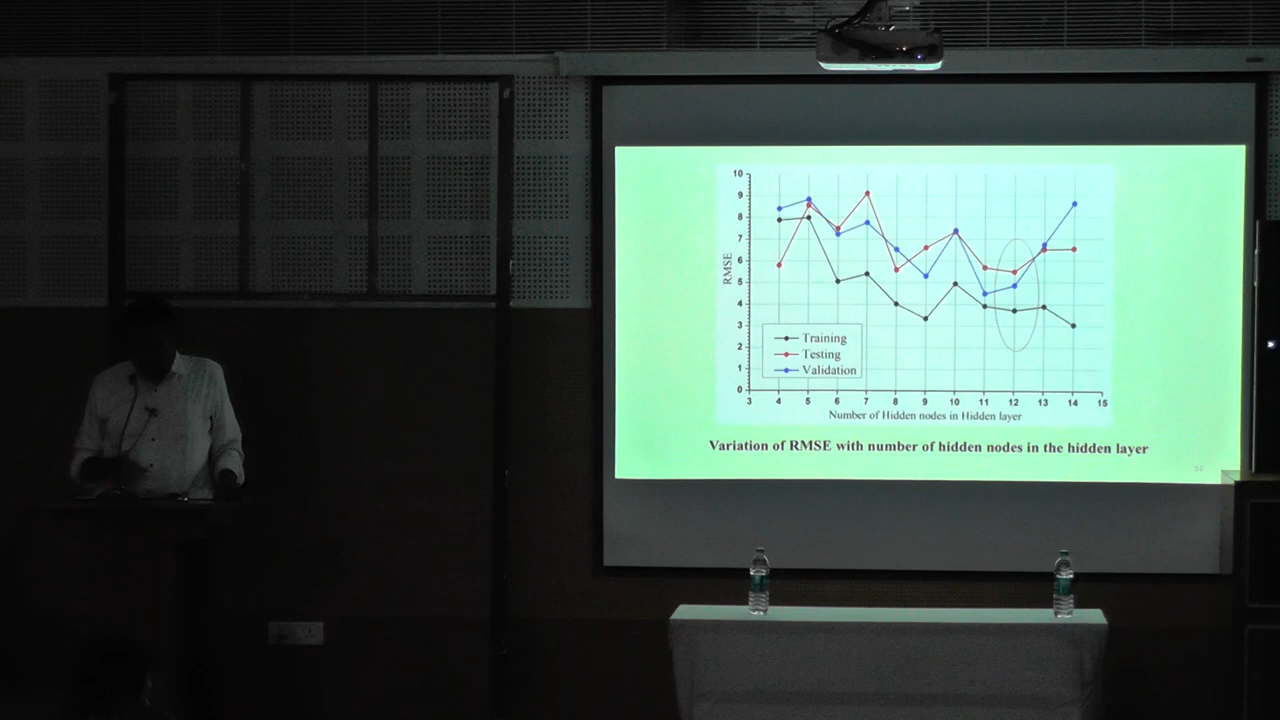 10
9
8
7
6
5
4
3
2
1
0
RMSE
Training
Testing
Validation
3 4 5 6 7 8 9 10 11 12 13 14 15
Number of Hidden nodes in Hidden layer
Variation of RMSE with number of hidden nodes in the hidden layer